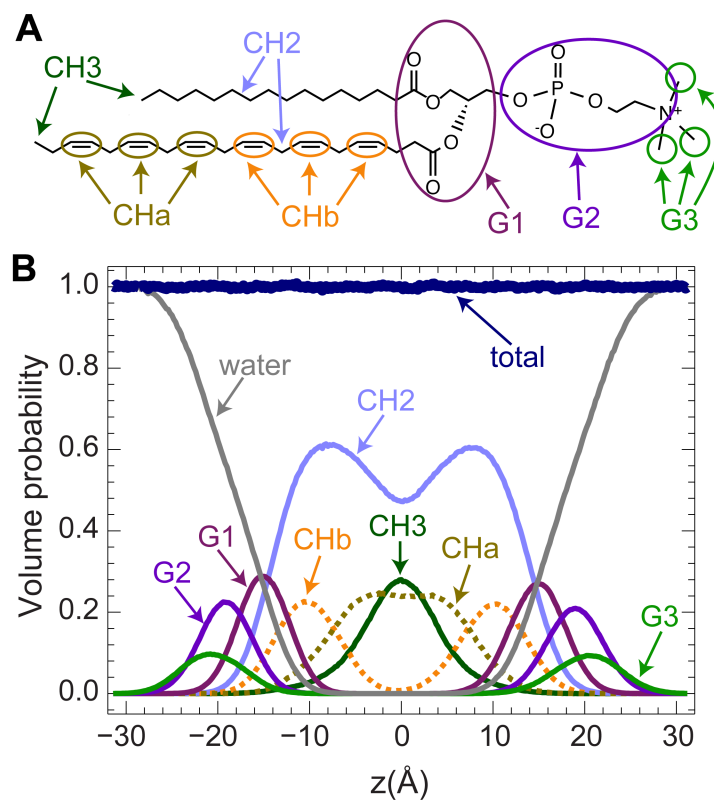 A
CH3
CH2
O
O
O
O
P
O
-O
N+
O
O
CHa
CHb
G1
G2
G3
B
Volume probability
1.0
0.8
0.6
0.4
0.2
0.0
total
water
CH2
G1
G2
CHb
CH3
CHa
G3
−30
−20
−10
0
10
20
30
z(Å)